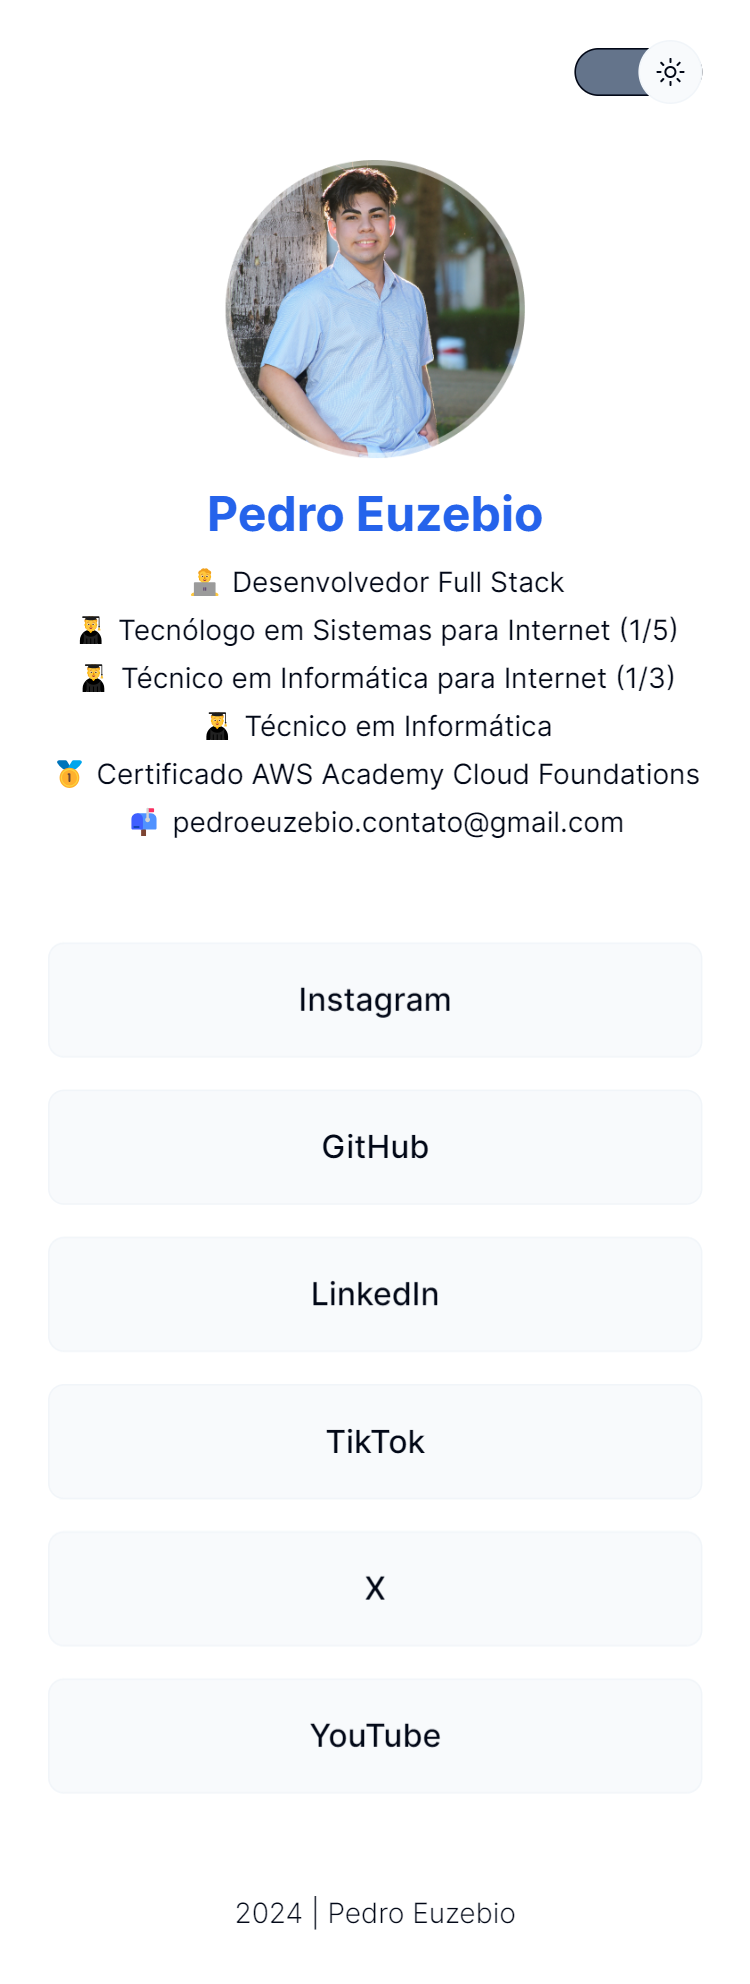 Pedro Euzebio
🧑‍💻 Desenvolvedor Full Stack
🧑‍🎓 Tecnólogo em Sistemas para Internet (1/5)
🧑‍🎓 Técnico em Informática para Internet (1/3)
🧑‍🎓 Técnico em Informática
🥇 Certificado AWS Academy Cloud Foundations
📫 pedroeuzebio.contato@gmail.com
Instagram
GitHub
LinkedIn
TikTok
X
YouTube
2024 | Pedro Euzebio